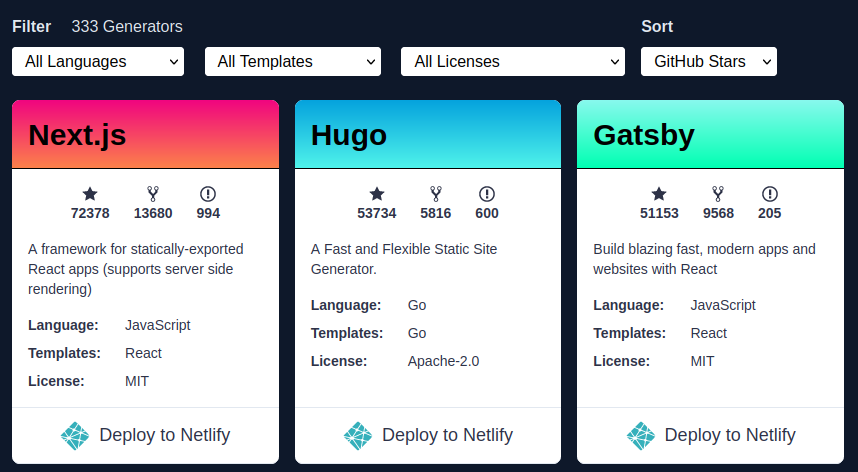 Filter 333 Generators Sort
All Languages All Templates All Licenses GitHub Stars
Next.js
72378 13680 994
A framework for statically-exported
React apps (supports server side
rendering)
Language: JavaScript
Templates: React
License: MIT
Deploy to Netlify
Hugo
53734 5816 600
A Fast and Flexible Static Site
Generator.
Language: Go
Templates: Go
License: Apache-2.0
Deploy to Netlify
Gatsby
51153 9568 205
Build blazing fast, modern apps and
websites with React
Language: JavaScript
Templates: React
License: MIT
Deploy to Netlify